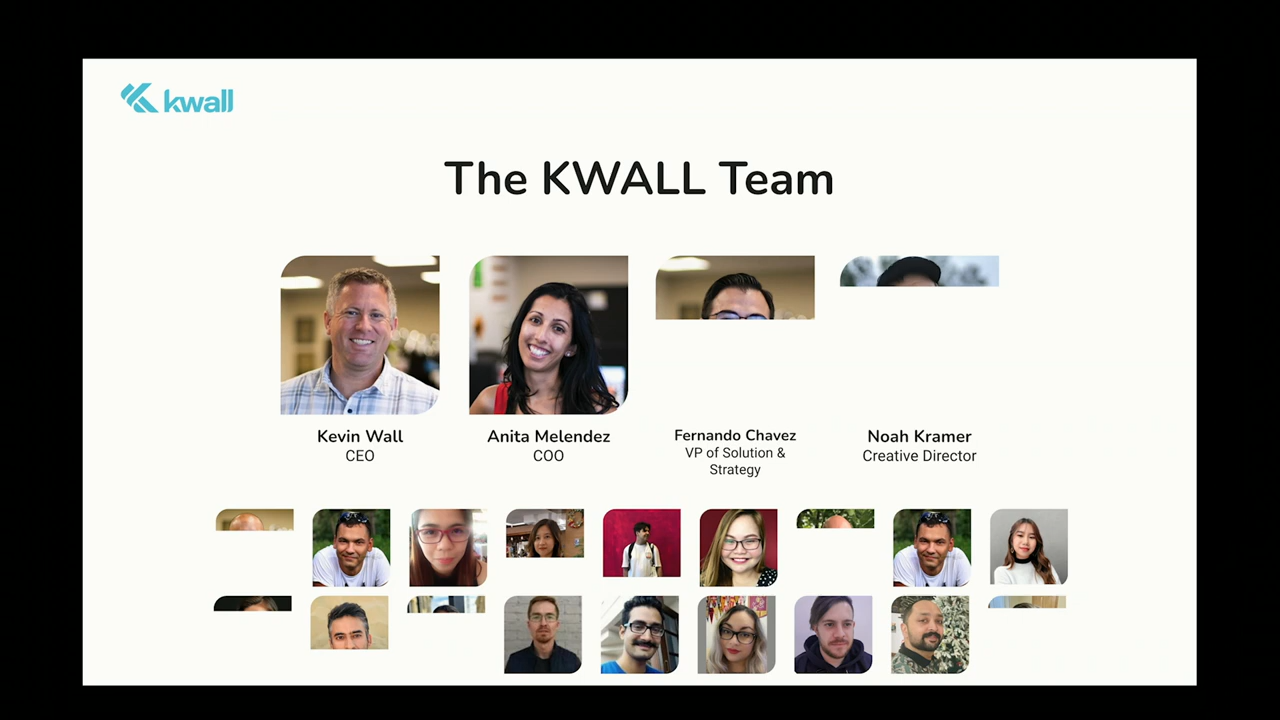 kwall
The KWALL Team
Kevin Wall
CEO
Anita Melendez
COO
Fernando Chavez
VP of Solution &
Strategy
Noah Kramer
Creative Director